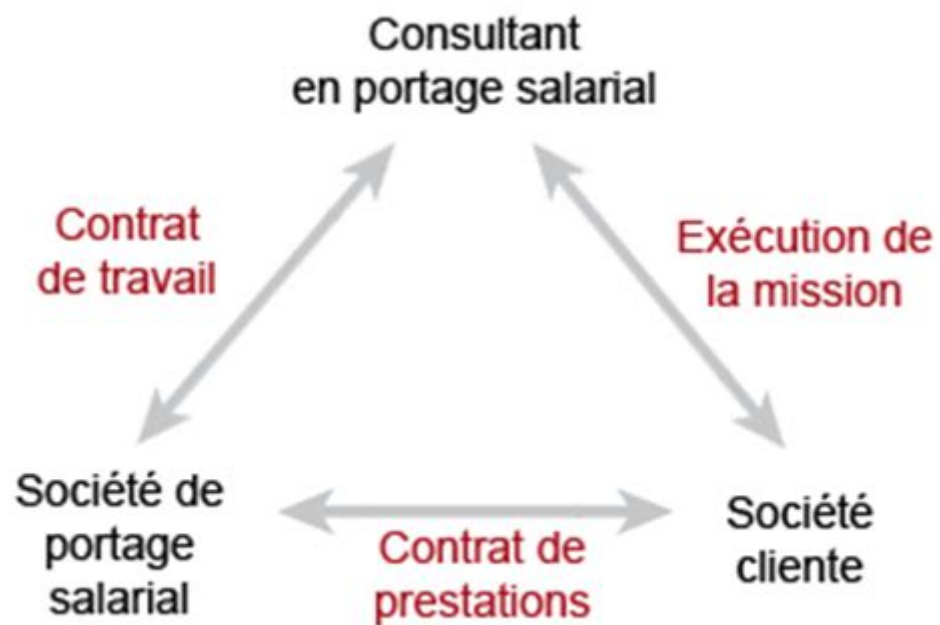 Consultant
en portage salarial
Contrat
de travail
Exécution de
la mission
Société de
portage
salarial
Contrat de
prestations
Société
cliente